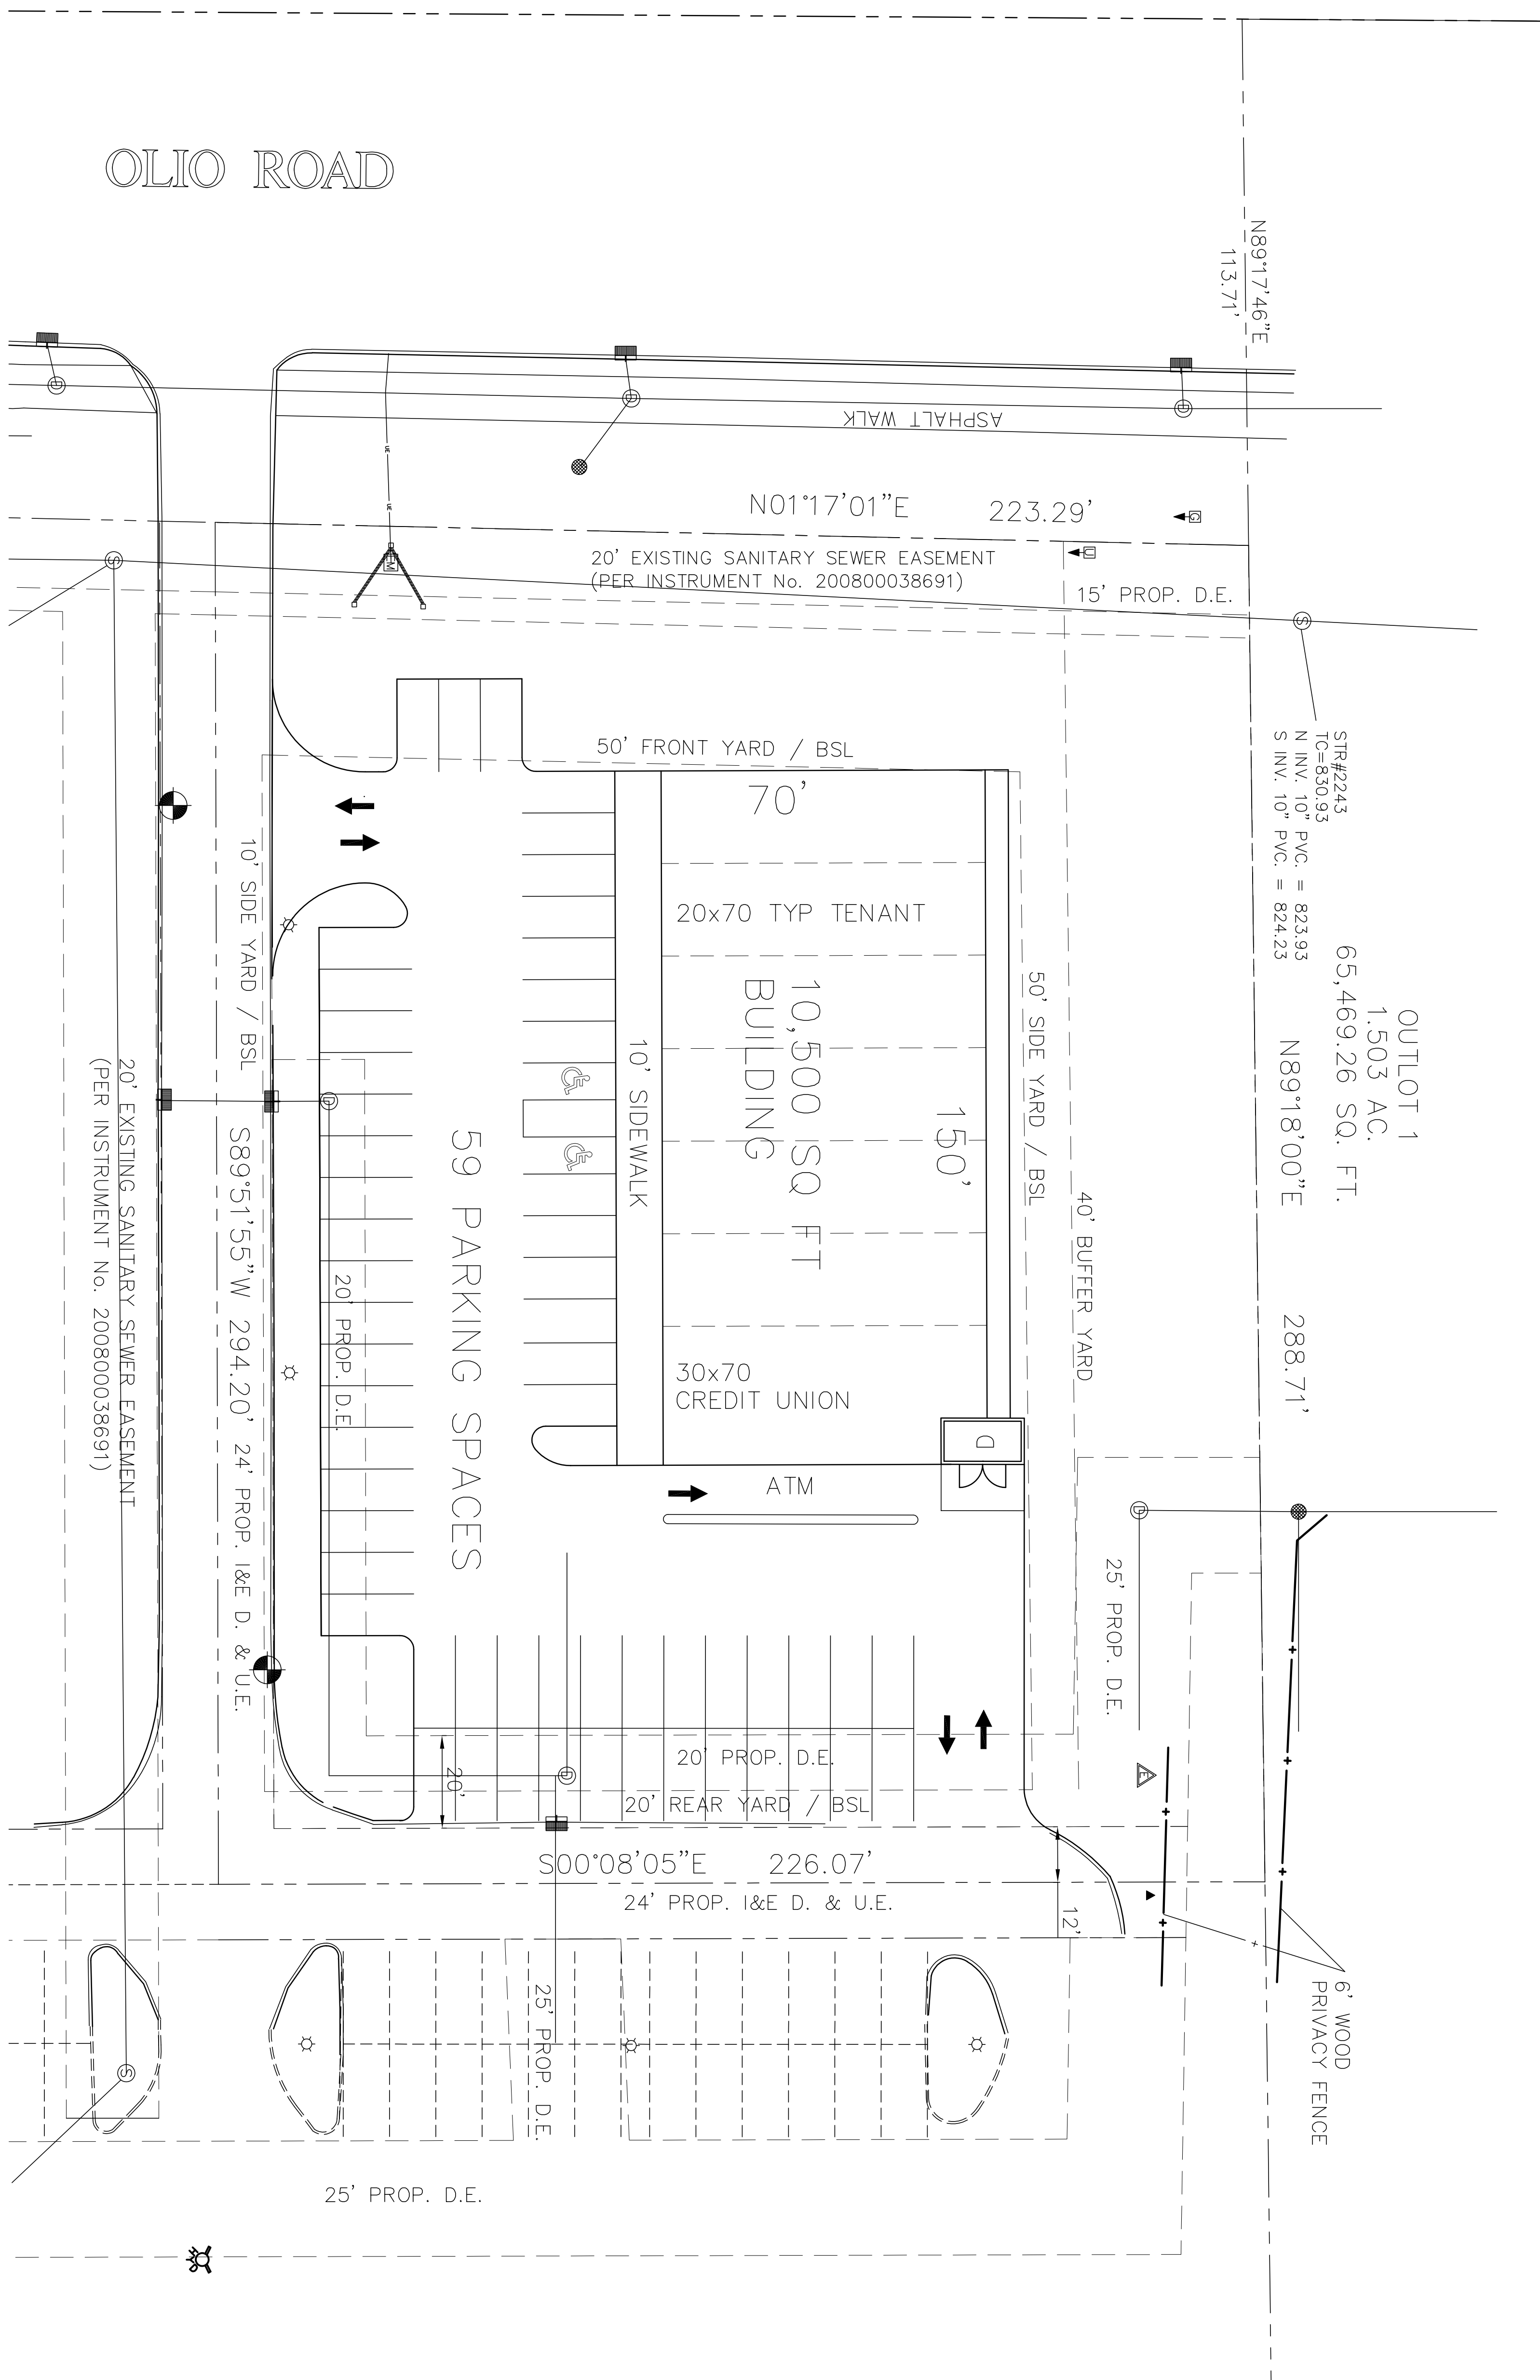 OLIO ROAD
N89°17'46"E
113.71'
ASPHALT WALK
N01°17'01"E 223.29'
G
U
UE
UE
TM
20' EXISTING SANITARY SEWER EASEMENT
(PER INSTRUMENT No. 200800038691)
15' PROP. D.E.
S
S
STR#2243
TC=830.93
N INV. 10" PVC. = 823.93
S INV. 10" PVC. = 824.23
50' FRONT YARD / BSL
70'
20x70 TYP TENANT
10,500 SQ FT
BUILDING
150'
10' SIDEWALK
50' SIDE YARD / BSL
40' BUFFER YARD
OUTLOT 1
1.503 AC.
65,469.26 SQ. FT.
N89°18'00"E 288.71'
10' SIDE YARD / BSL
S89°51'55"W 294.20' 24' PROP. I&E D. & U.E.
20' EXISTING SANITARY SEWER EASEMENT
(PER INSTRUMENT No. 200800038691)
59 PARKING SPACES
20' PROP. D.E.
30x70
CREDIT UNION
D
ATM
25' PROP. D.E.
E
20' PROP. D.E.
20'
20' REAR YARD / BSL
S00°08'05"E 226.07'
24' PROP. I&E D. & U.E.
12'
6' WOOD
PRIVACY FENCE
25' PROP. D.E.
S
25' PROP. D.E.
D
D
D
D
D
D
HYD